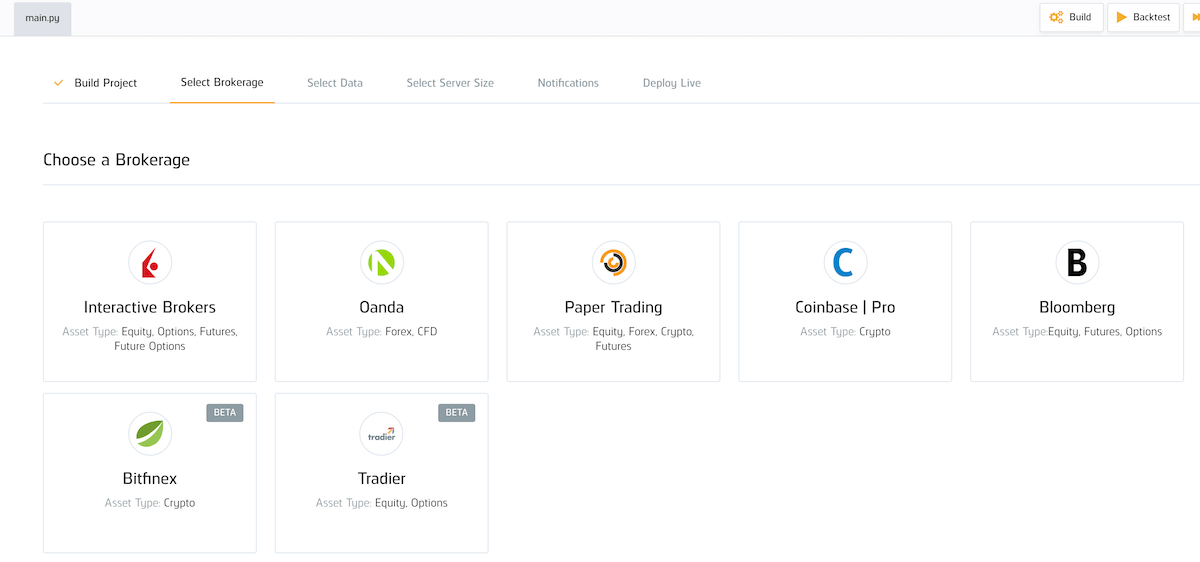 main.py
Build
Backtest
Build Project
Select Brokerage
Select Data
Select Server Size
Notifications
Deploy Live
Choose a Brokerage
Interactive Brokers
Asset Type: Equity, Options, Futures,
Future Options
Oanda
Asset Type: Forex, CFD
Paper Trading
Asset Type: Equity, Forex, Crypto,
Futures
C
Coinbase | Pro
Asset Type: Crypto
B
Bloomberg
Asset Type:Equity, Futures, Options
BETA
Bitfinex
Asset Type: Crypto
BETA
tradier
Tradier
Asset Type: Equity, Options